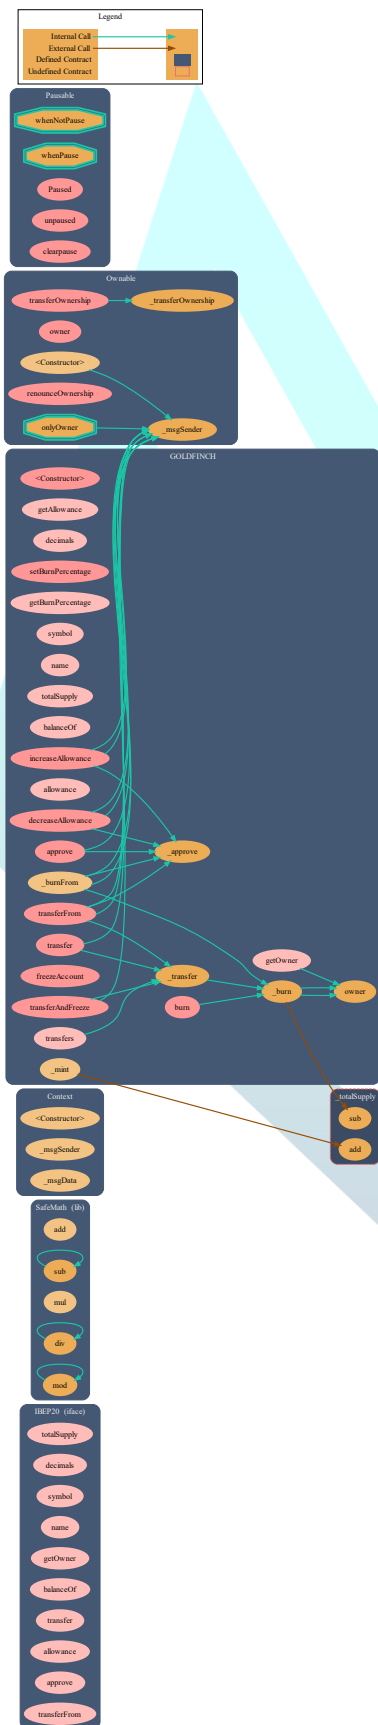 Legend
Internal Call
External Call
Defined Contract
Undefined Contract
Pausable
whenNotPause
whenPause
Paused
unpaused
clearpause
Ownable
transferOwnership
_transferOwnership
owner
<Constructor>
renounceOwnership
onlyOwner
_msgSender
GOLDFINCH
<Constructor>
getAllowance
decimals
setBurnPercentage
getBurnPercentage
symbol
name
totalSupply
balanceOf
increaseAllowance
allowance
decreaseAllowance
approve
_approve
_burnFrom
transferFrom
transfer
getOwner
freezeAccount
_transfer
_burn
owner
transferAndFreeze
burn
transfers
_mint
Context
<Constructor>
_msgSender
_msgData
_totalSupply
sub
add
SafeMath (lib)
add
sub
mul
div
mod
IBEP20 (iface)
totalSupply
decimals
symbol
name
getOwner
balanceOf
transfer
allowance
approve
transferFrom